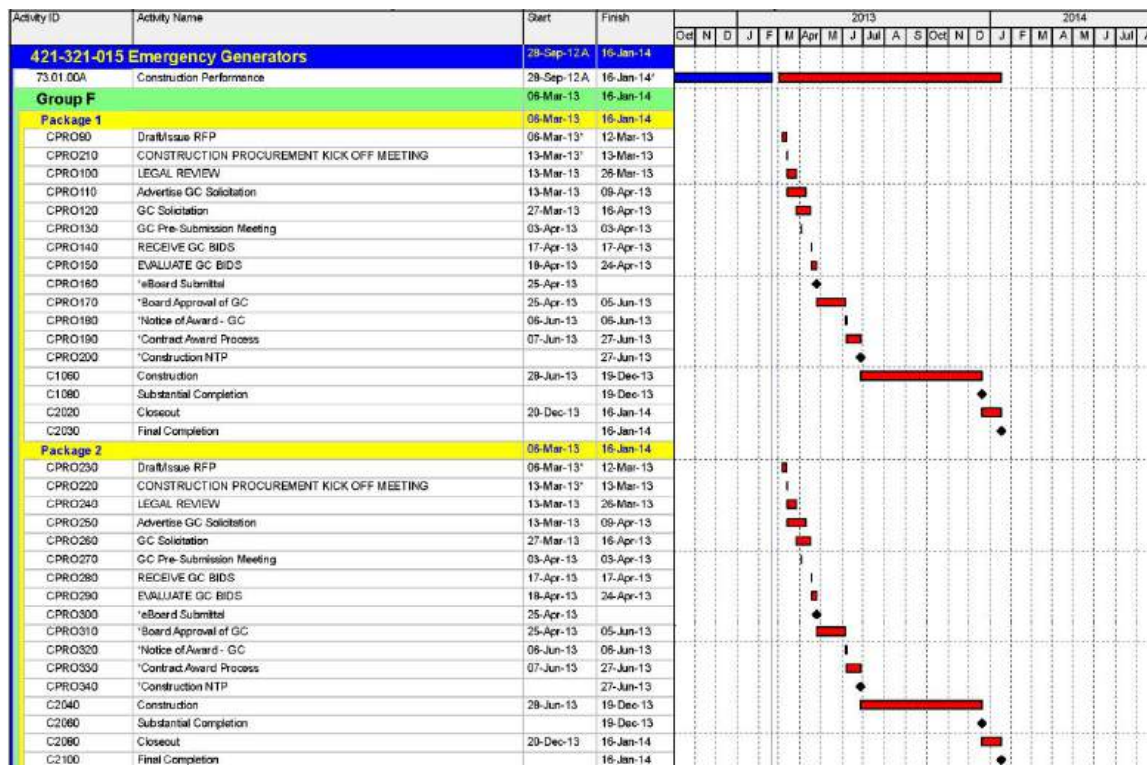 Activity ID Activity Name Start Finish 2013 2014
Oct N D J F M Apr M J Jul A S Oct N D J F M A M J Jul A
421-321-015 Emergency Generators 28-Sep-12 A 16-Jan-14
73.01.00A Construction Performance 28-Sep-12 A 16-Jan-14*
Group F 06-Mar-13 16-Jan-14
Package 1 06-Mar-13 16-Jan-14
CPRO90 Draft/Issue RFP 06-Mar-13* 12-Mar-13
CPRO210 CONSTRUCTION PROCUREMENT KICK OFF MEETING 13-Mar-13* 13-Mar-13
CPRO100 LEGAL REVIEW 13-Mar-13 26-Mar-13
CPRO110 Advertise GC Solicitation 13-Mar-13 09-Apr-13
CPRO120 GC Solicitation 27-Mar-13 16-Apr-13
CPRO130 GC Pre-Submission Meeting 03-Apr-13 03-Apr-13
CPRO140 RECEIVE GC BIDS 17-Apr-13 17-Apr-13
CPRO150 EVALUATE GC BIDS 18-Apr-13 24-Apr-13
CPRO160 *eBoard Submittal 25-Apr-13
CPRO170 *Board Approval of GC 25-Apr-13 05-Jun-13
CPRO180 *Notice of Award - GC 06-Jun-13 06-Jun-13
CPRO190 *Contract Award Process 07-Jun-13 27-Jun-13
CPRO200 *Construction NTP 27-Jun-13
C1060 Construction 28-Jun-13 19-Dec-13
C1080 Substantial Completion 19-Dec-13
C2020 Closeout 20-Dec-13 16-Jan-14
C2030 Final Completion 16-Jan-14
Package 2 06-Mar-13 16-Jan-14
CPRO230 Draft/Issue RFP 06-Mar-13* 12-Mar-13
CPRO220 CONSTRUCTION PROCUREMENT KICK OFF MEETING 13-Mar-13* 13-Mar-13
CPRO240 LEGAL REVIEW 13-Mar-13 26-Mar-13
CPRO250 Advertise GC Solicitation 13-Mar-13 09-Apr-13
CPRO260 GC Solicitation 27-Mar-13 16-Apr-13
CPRO270 GC Pre-Submission Meeting 03-Apr-13 03-Apr-13
CPRO280 RECEIVE GC BIDS 17-Apr-13 17-Apr-13
CPRO290 EVALUATE GC BIDS 18-Apr-13 24-Apr-13
CPRO300 *eBoard Submittal 25-Apr-13
CPRO310 *Board Approval of GC 25-Apr-13 05-Jun-13
CPRO320 *Notice of Award - GC 06-Jun-13 06-Jun-13
CPRO330 *Contract Award Process 07-Jun-13 27-Jun-13
CPRO340 *Construction NTP 27-Jun-13
C2040 Construction 28-Jun-13 19-Dec-13
C2060 Substantial Completion 19-Dec-13
C2080 Closeout 20-Dec-13 16-Jan-14
C2100 Final Completion 16-Jan-14